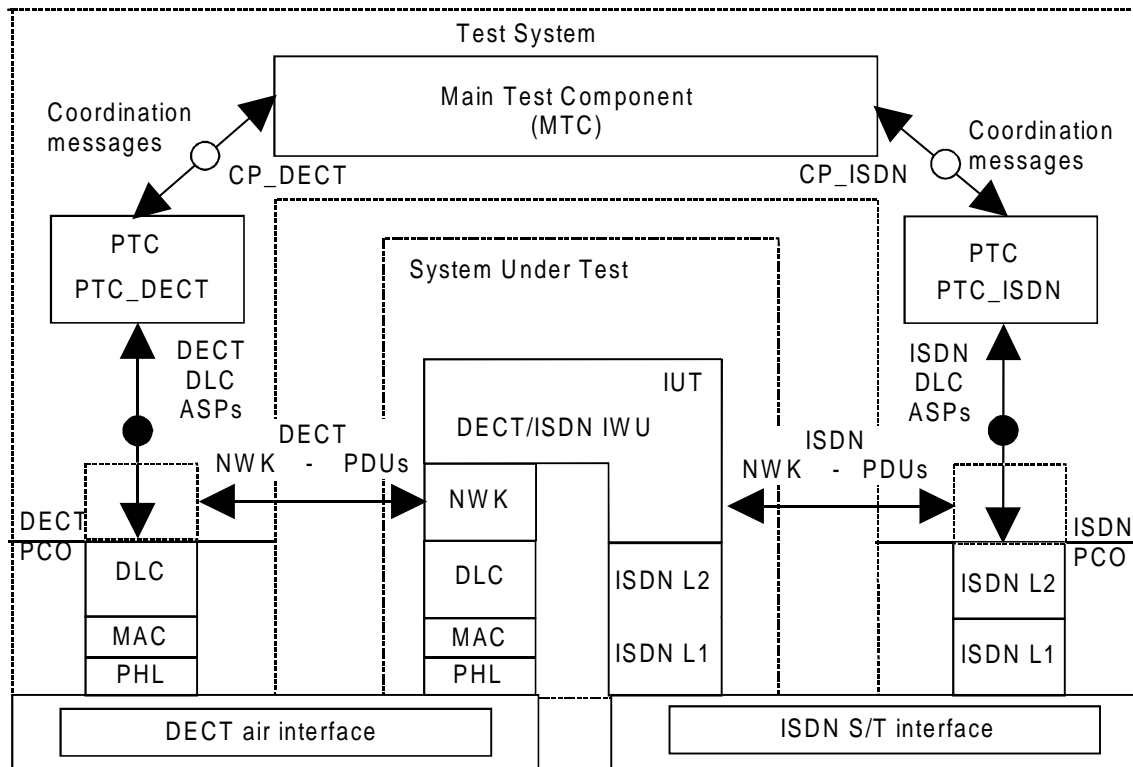 Test System
Main Test Component
(MTC)
Coordination
messages
CP_DECT
Coordination
messages
CP_ISDN
PTC
PTC_DECT
System Under Test
PTC
PTC_ISDN
DECT
DLC
ASPs
IUT
DECT/ISDN IWU
ISDN
DLC
ASPs
DECT
NWK - PDUs
ISDN
NWK - PDUs
NWK
DECT
PCO
ISDN
PCO
DLC
MAC
PHL
DLC
MAC
PHL
ISDN L2
ISDN L1
ISDN L2
ISDN L1
DECT air interface
ISDN S/T interface